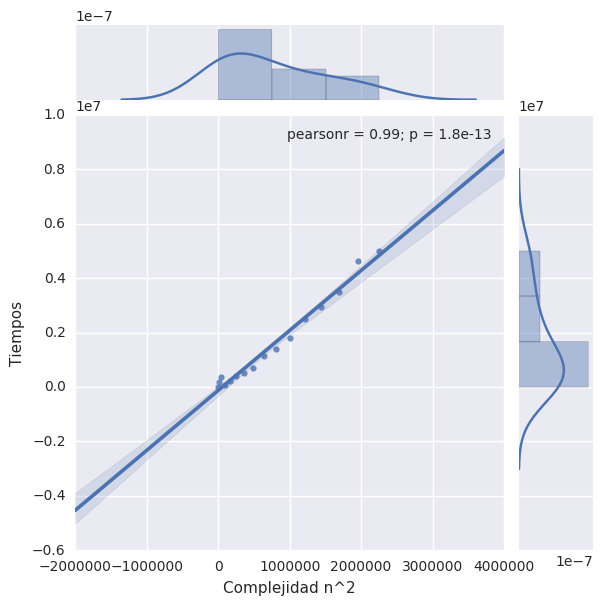 1e−7
1e7
1e7
1.0
pearsonr = 0.99; p = 1.8e-13
0.8
0.6
0.4
0.2
0.0
−0.2
−0.4
−0.6
Tiempos
−2000000 −1000000 0 1000000 2000000 3000000 4000000
1e−7
Complejidad n^2